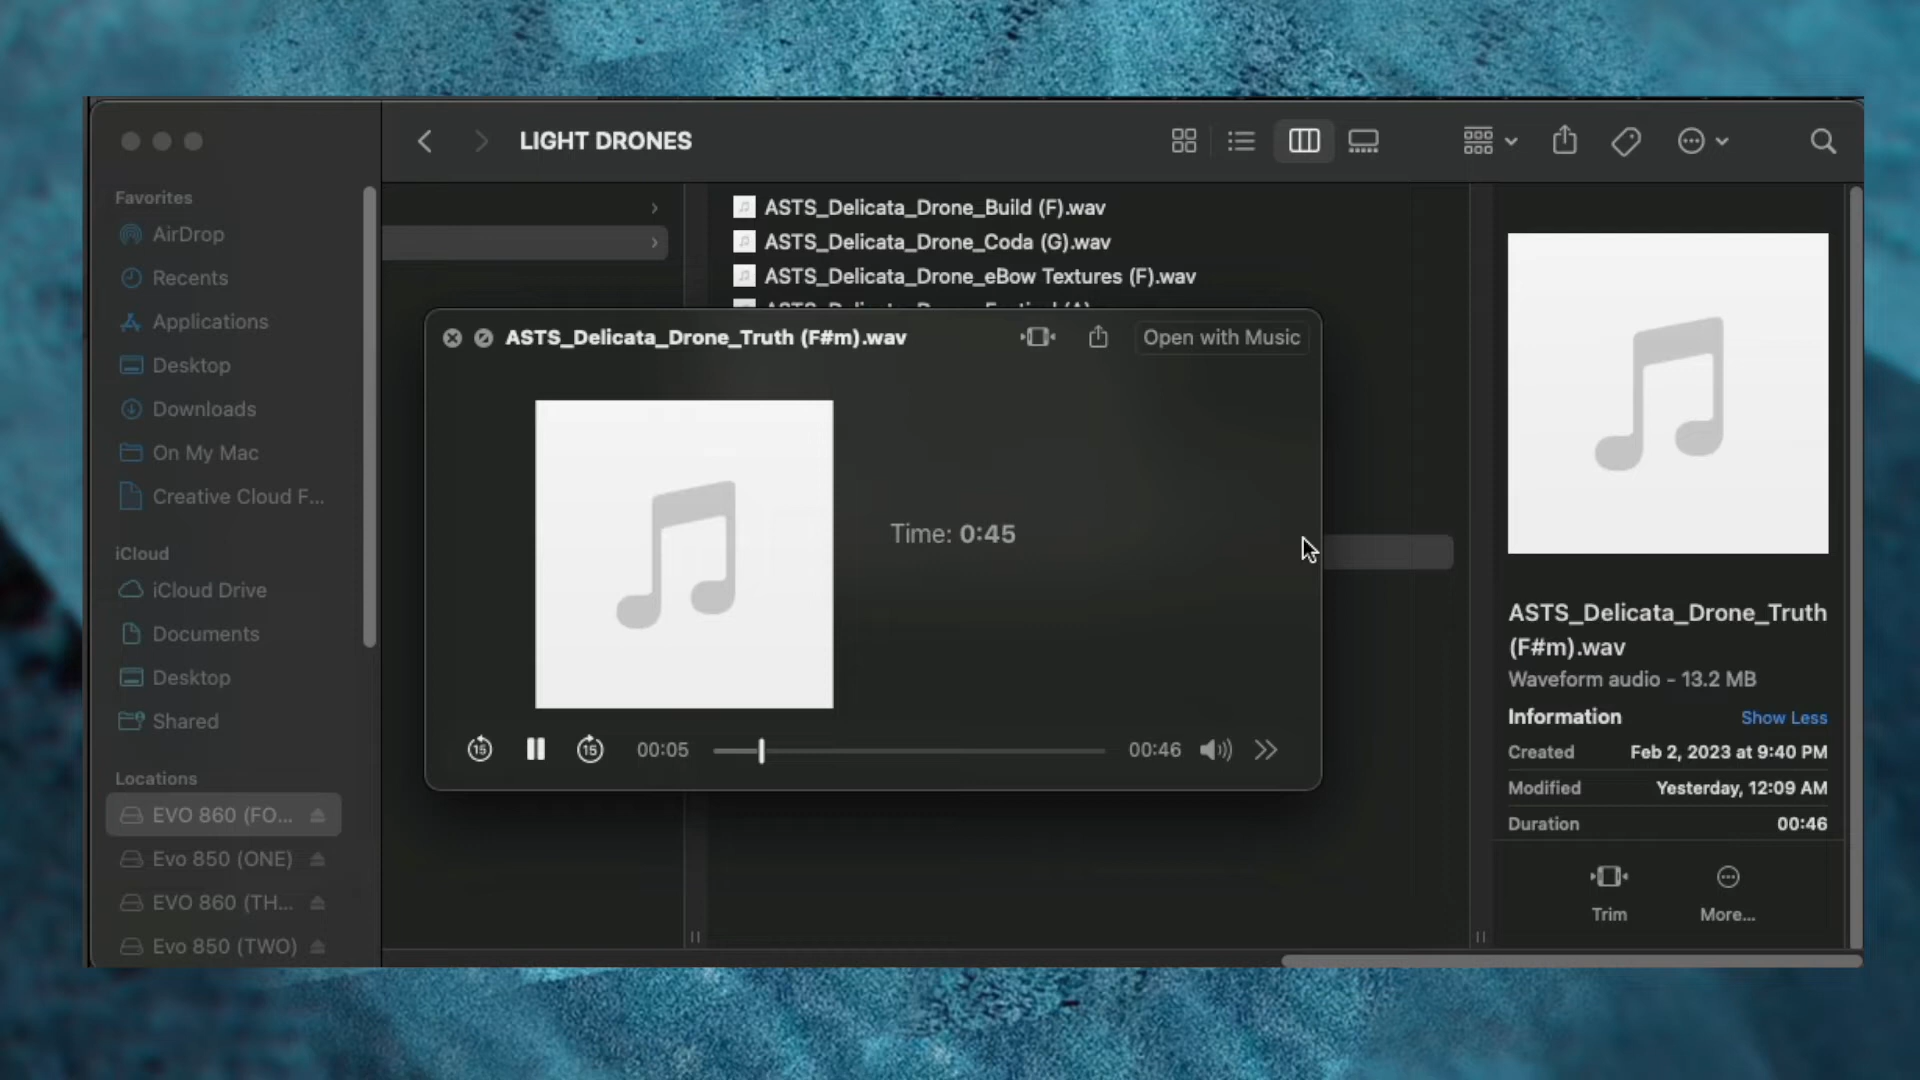 LIGHT DRONES
Favorites
AirDrop
Recents
Applications
Desktop
Downloads
On My Mac
Creative Cloud F...
iCloud
iCloud Drive
Documents
Desktop
Shared
Locations
EVO 860 (FO...
Evo 850 (ONE)
EVO 860 (TH...
Evo 850 (TWO)
ASTS_Delicata_Drone_Build (F).wav
ASTS_Delicata_Drone_Coda (G).wav
ASTS_Delicata_Drone_eBow Textures (F).wav
ASTS_Delicata_Drone_Truth (F#m).wav
Open with Music
Time: 0:45
15
15
00:05
00:46
ASTS_Delicata_Drone_Truth
(F#m).wav
Waveform audio - 13.2 MB
Information Show Less
Created Feb 2, 2023 at 9:40 PM
Modified Yesterday, 12:09 AM
Duration 00:46
Trim
More...